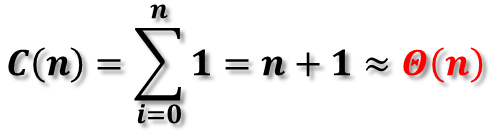 C(n) = ∑_{i=0}^{n} 1 = n + 1 ≈ Θ(n)